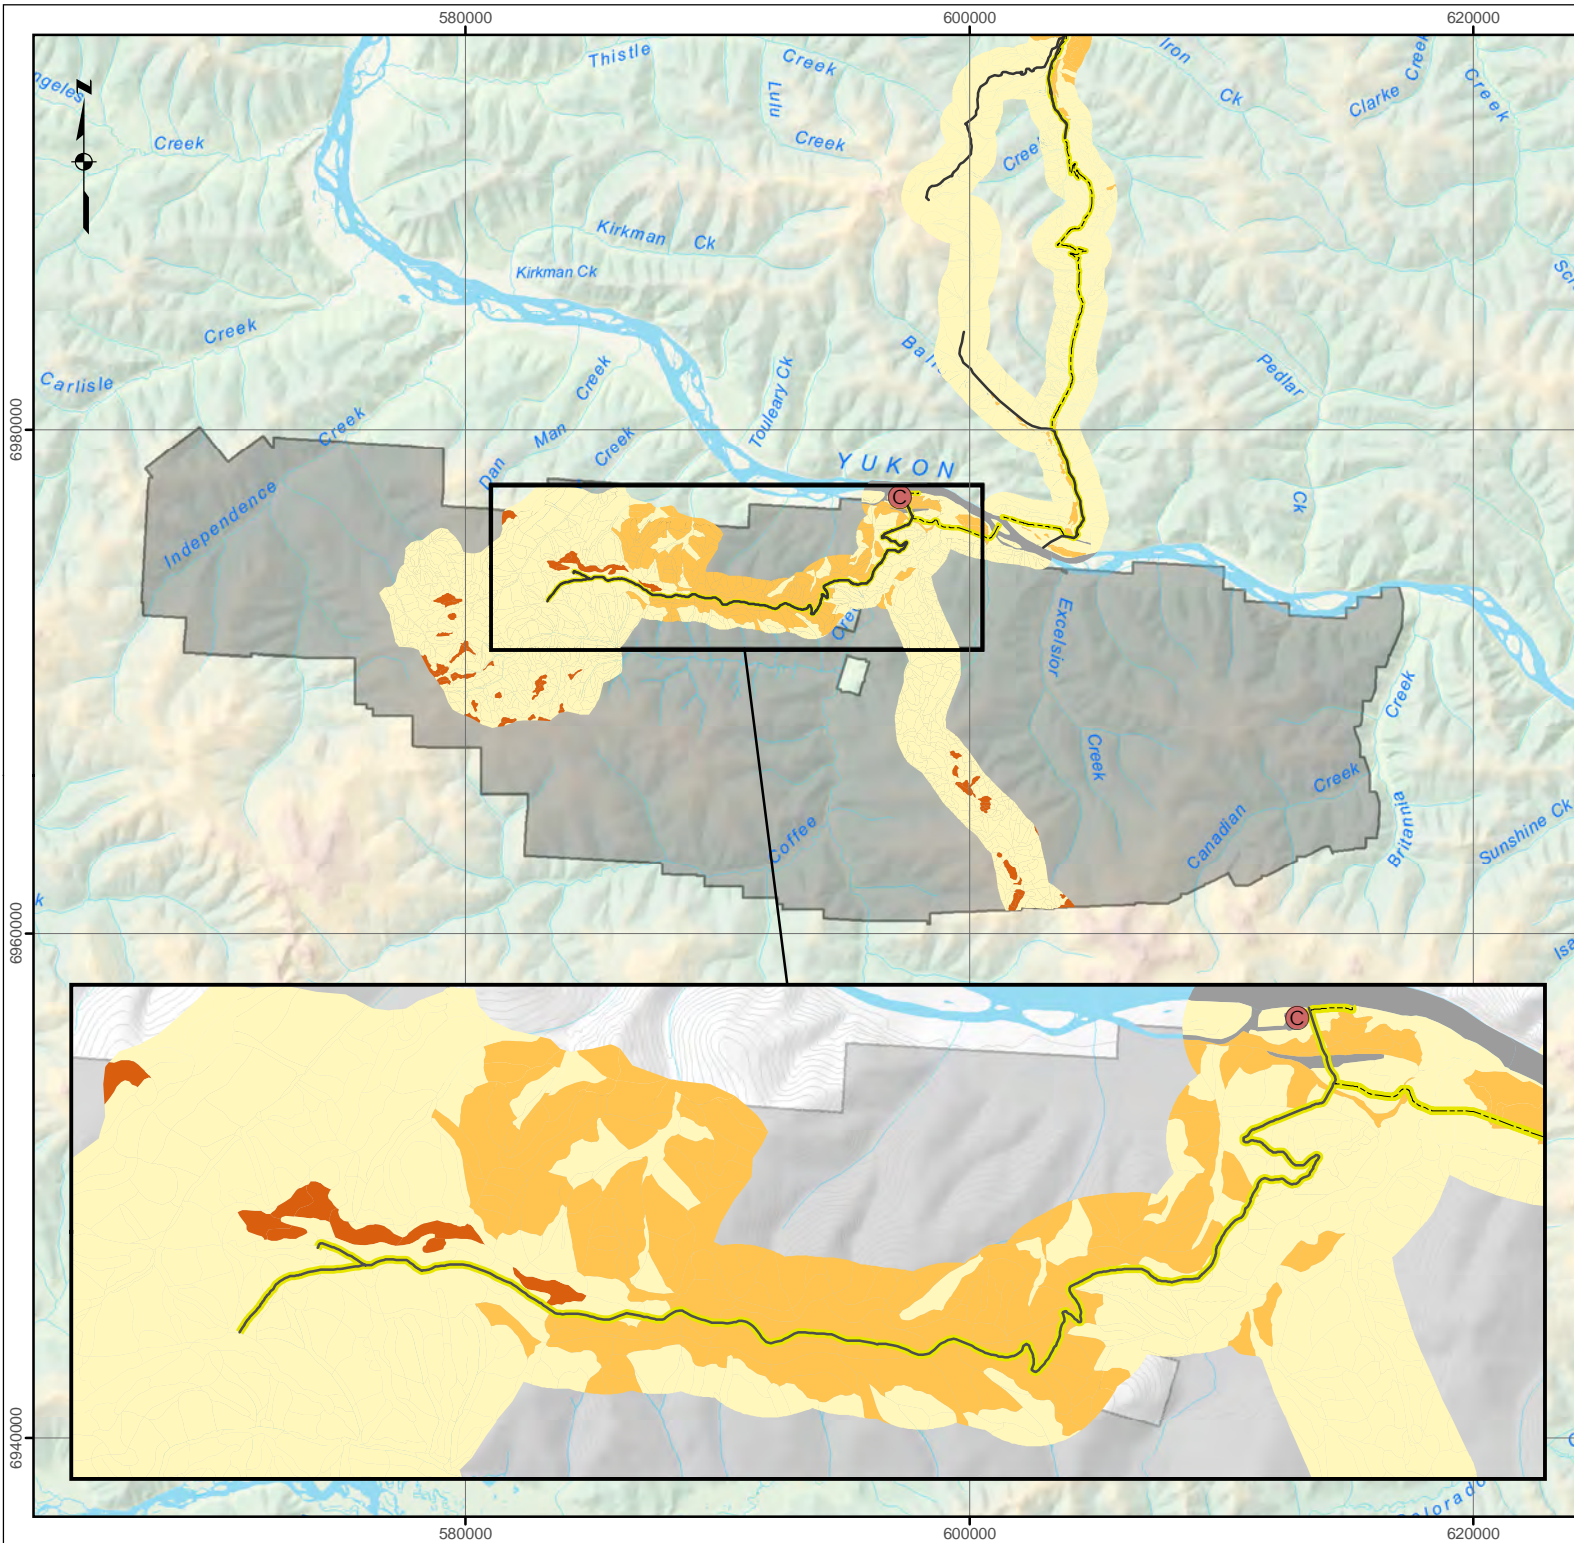 580000
600000
620000
Thistle
Creek
Iron
Creek
Creek
ngeles
Lulu
Ck
Clarke
Creek
Creek
Creek
Z
Kirkman Ck
Kirkman Ck
Creek
Carlisle
Creek
Creek
Touleary Ck
Pedlar
Ck
Man
Creek
Dan
YUKON
6980000
Independence
C
Excelsior
Creek
Creek
Creek
Coffee
Canadian
Britannia
Sunshine Ck
k
6960000
C
6940000
580000
600000
620000